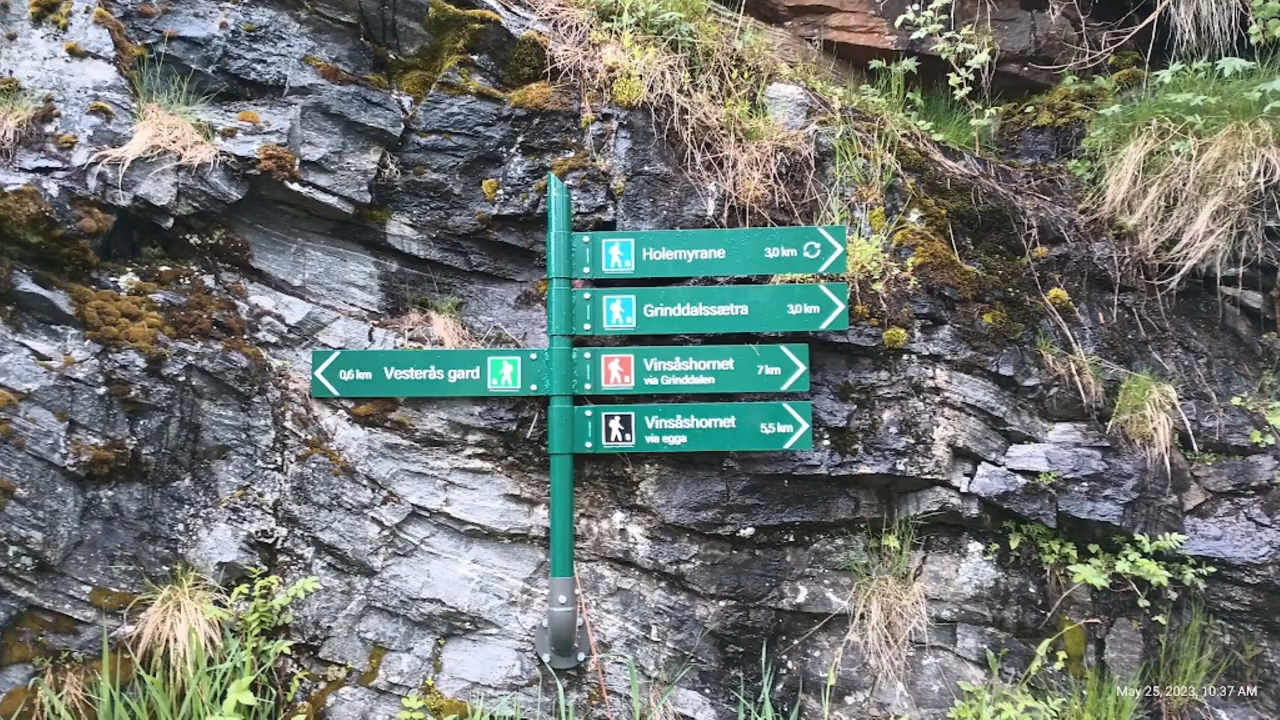 Holemyrane 3,0 km
Grinddalssætra 3,0 km
0,6 km Vesterås gard
Vinsåshornet 7 km
via Grinddalen
Vinsåshornet 5,5 km
via egga
May 25, 2023, 10:37 AM